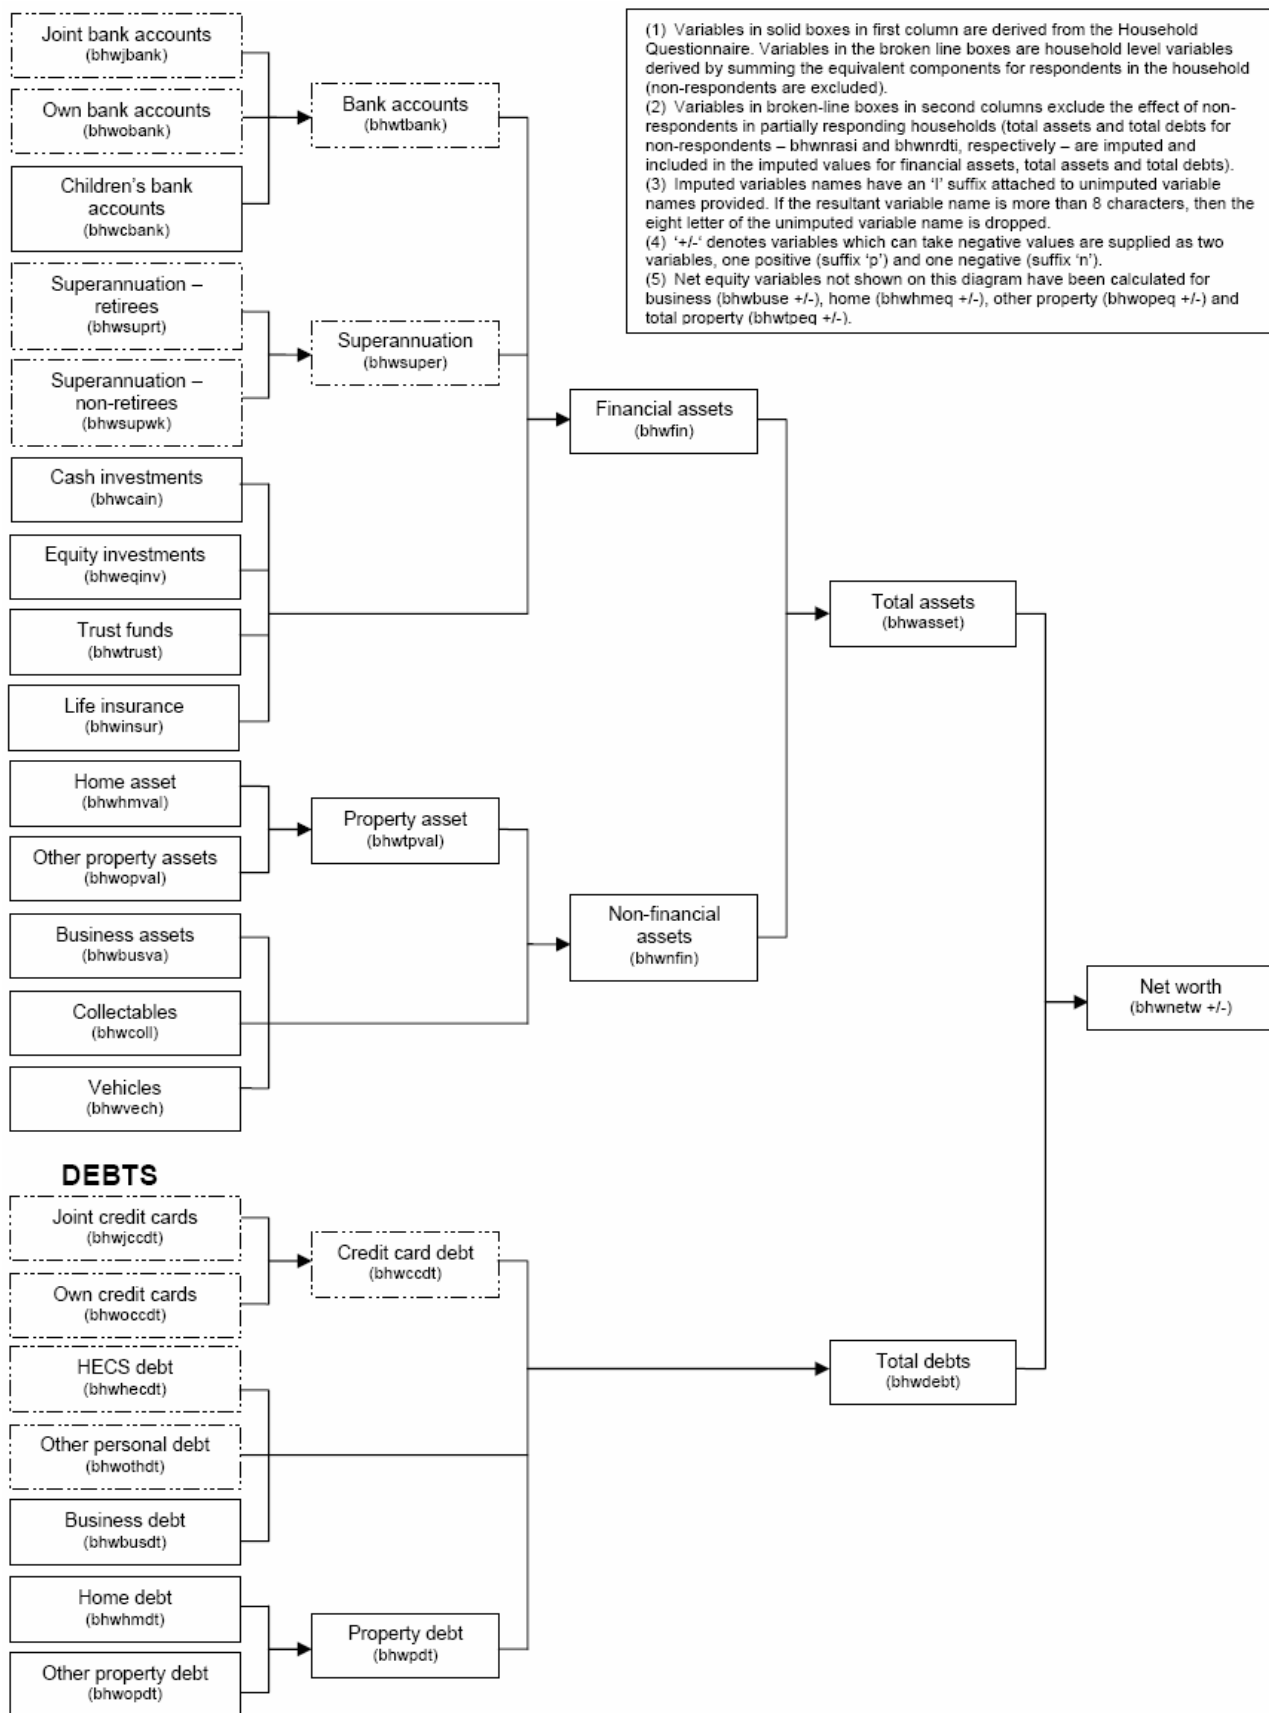 Joint bank accounts
(bhwjbank)
Own bank accounts
(bhwobank)
Children's bank
accounts
(bhwcbank)
Superannuation –
retirees
(bhwsuprt)
Superannuation –
non-retirees
(bhwsupwk)
Cash investments
(bhwcain)
Equity investments
(bhweqinv)
Trust funds
(bhwtrust)
Life insurance
(bhwinsur)
Home asset
(bhwhmval)
Other property assets
(bhwopval)
Business assets
(bhwbusva)
Collectables
(bhwcoll)
Vehicles
(bhwvech)
Bank accounts
(bhwtbank)
Superannuation
(bhwsuper)
Property asset
(bhwtpval)
Financial assets
(bhwfin)
Non-financial
assets
(bhwnfin)
Total assets
(bhwasset)
Net worth
(bhwnetw +/-)
(1) Variables in solid boxes in first column are derived from the Household
Questionnaire. Variables in the broken line boxes are household level variables
derived by summing the equivalent components for respondents in the household
(non-respondents are excluded).
(2) Variables in broken-line boxes in second columns exclude the effect of non-
respondents in partially responding households (total assets and total debts for
non-respondents – bhwnrasi and bhwnrdti, respectively – are imputed and
included in the imputed values for financial assets, total assets and total debts).
(3) Imputed variables names have an 'I' suffix attached to unimputed variable
names provided. If the resultant variable name is more than 8 characters, then the
eight letter of the unimputed variable name is dropped.
(4) '+/-' denotes variables which can take negative values are supplied as two
variables, one positive (suffix 'p') and one negative (suffix 'n').
(5) Net equity variables not shown on this diagram have been calculated for
business (bhwbuse +/-), home (bhwhmeq +/-), other property (bhwopeq +/-) and
total property (bhwtpeq +/-).
DEBTS
Joint credit cards
(bhwjccdt)
Own credit cards
(bhwoccdt)
HECS debt
(bhwhecdt)
Other personal debt
(bhwothdt)
Business debt
(bhwbusdt)
Home debt
(bhwhmdt)
Other property debt
(bhwopdt)
Credit card debt
(bhwccdt)
Property debt
(bhwpdt)
Total debts
(bhwdebt)